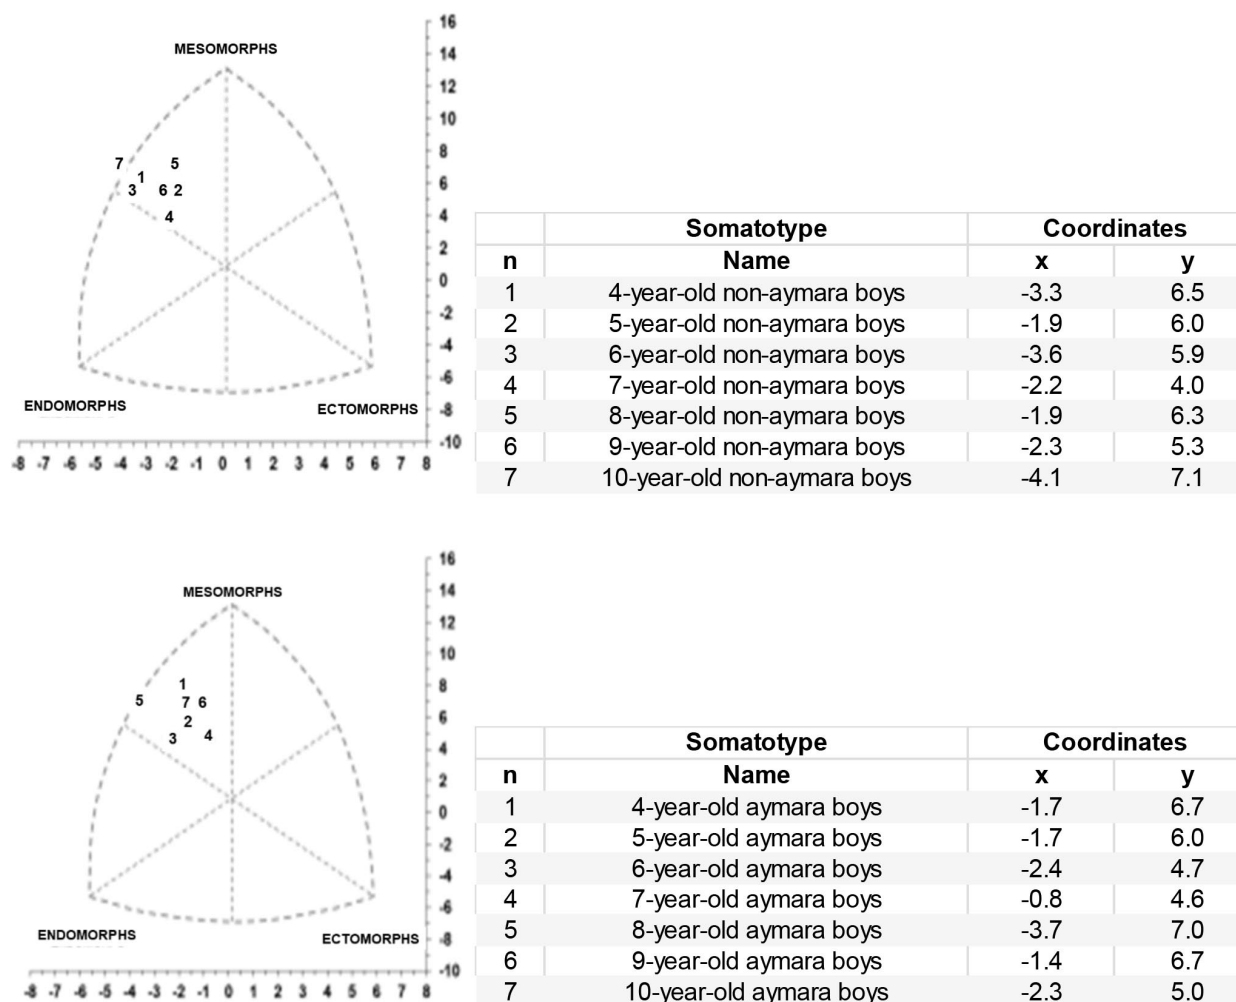 16
MESOMORPHS
14
12
10
8
7 5
1
6
3 6 2
4
4
2
0
-2
-4
-6
ENDOMORPHS
ECTOMORPHS
-8
-10
-8 -7 -6 -5 -4 -3 -2 -1 0 1 2 3 4 5 6 7 8
Somatotype Coordinates
n Name x y
1 4-year-old non-aymara boys -3.3 6.5
2 5-year-old non-aymara boys -1.9 6.0
3 6-year-old non-aymara boys -3.6 5.9
4 7-year-old non-aymara boys -2.2 4.0
5 8-year-old non-aymara boys -1.9 6.3
6 9-year-old non-aymara boys -2.3 5.3
7 10-year-old non-aymara boys -4.1 7.1
16
MESOMORPHS
14
12
10
1
8
5 7 6
2
6
3 4
4
2
0
-2
-4
-6
ENDOMORPHS
ECTOMORPHS
-8
-10
-8 -7 -6 -5 -4 -3 -2 -1 0 1 2 3 4 5 6 7 8
Somatotype Coordinates
n Name x y
1 4-year-old aymara boys -1.7 6.7
2 5-year-old aymara boys -1.7 6.0
3 6-year-old aymara boys -2.4 4.7
4 7-year-old aymara boys -0.8 4.6
5 8-year-old aymara boys -3.7 7.0
6 9-year-old aymara boys -1.4 6.7
7 10-year-old aymara boys -2.3 5.0